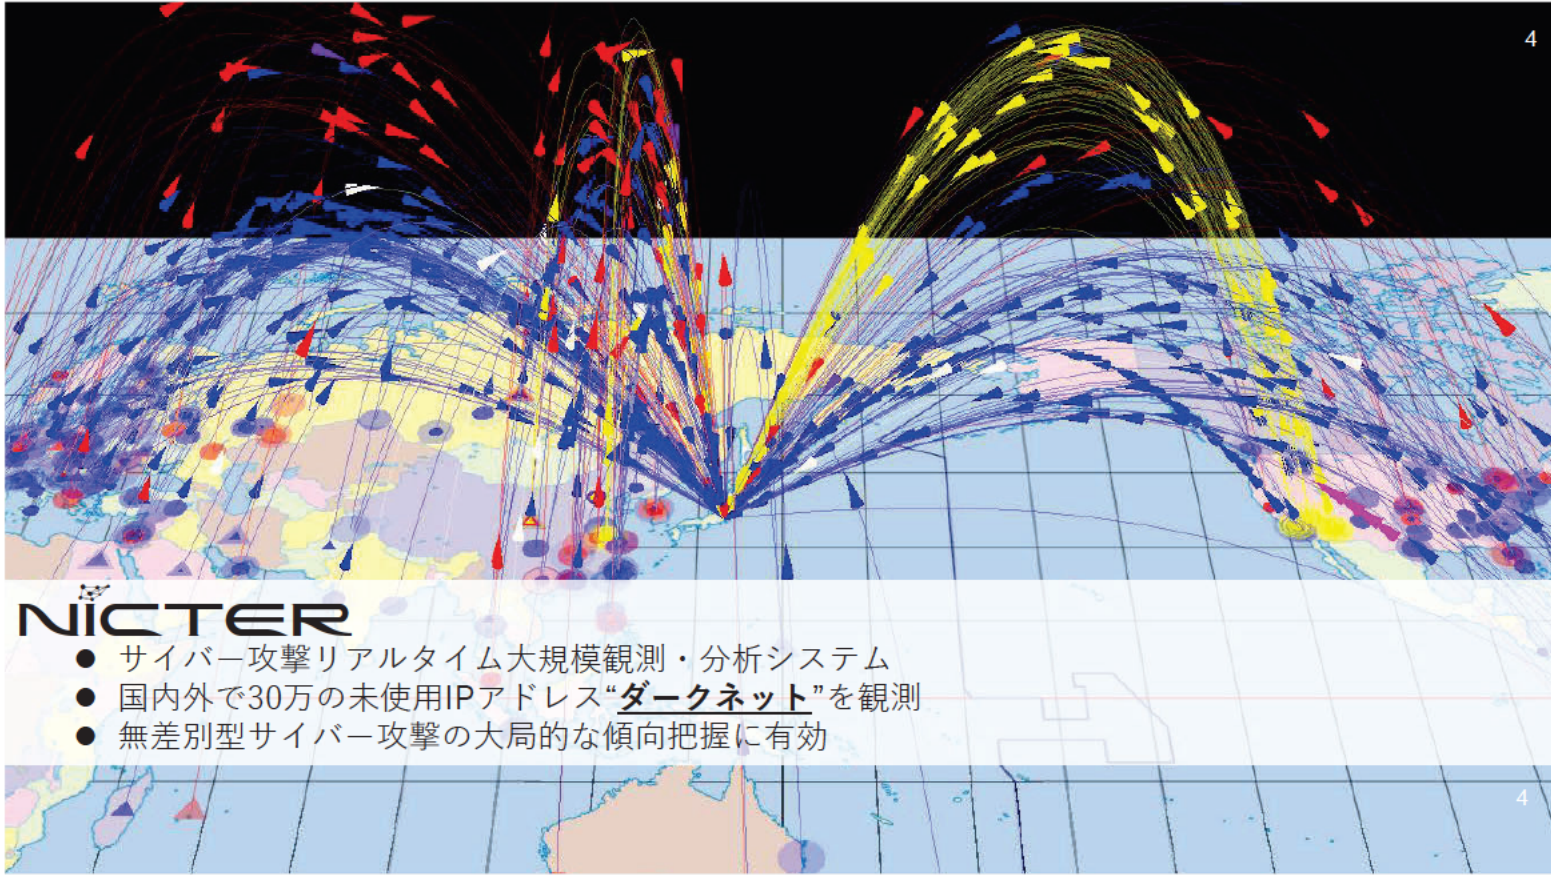 4
NICTER
● サイバー攻撃リアルタイム大規模観測・分析システム
● 国内外で30万の未使用IPアドレス“ダークネット”を観測
● 無差別型サイバー攻撃の大局的な傾向把握に有効
4